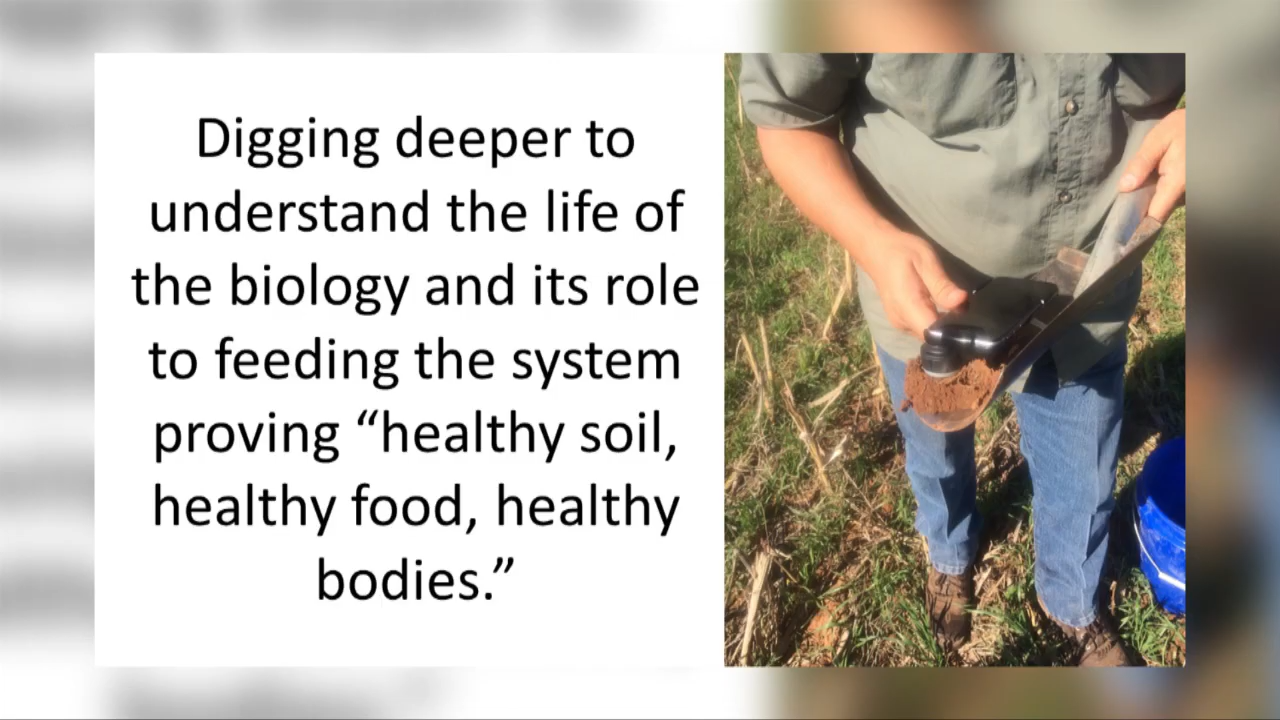 Digging deeper to
understand the life of
the biology and its role
to feeding the system
proving “healthy soil,
healthy food, healthy
bodies.”